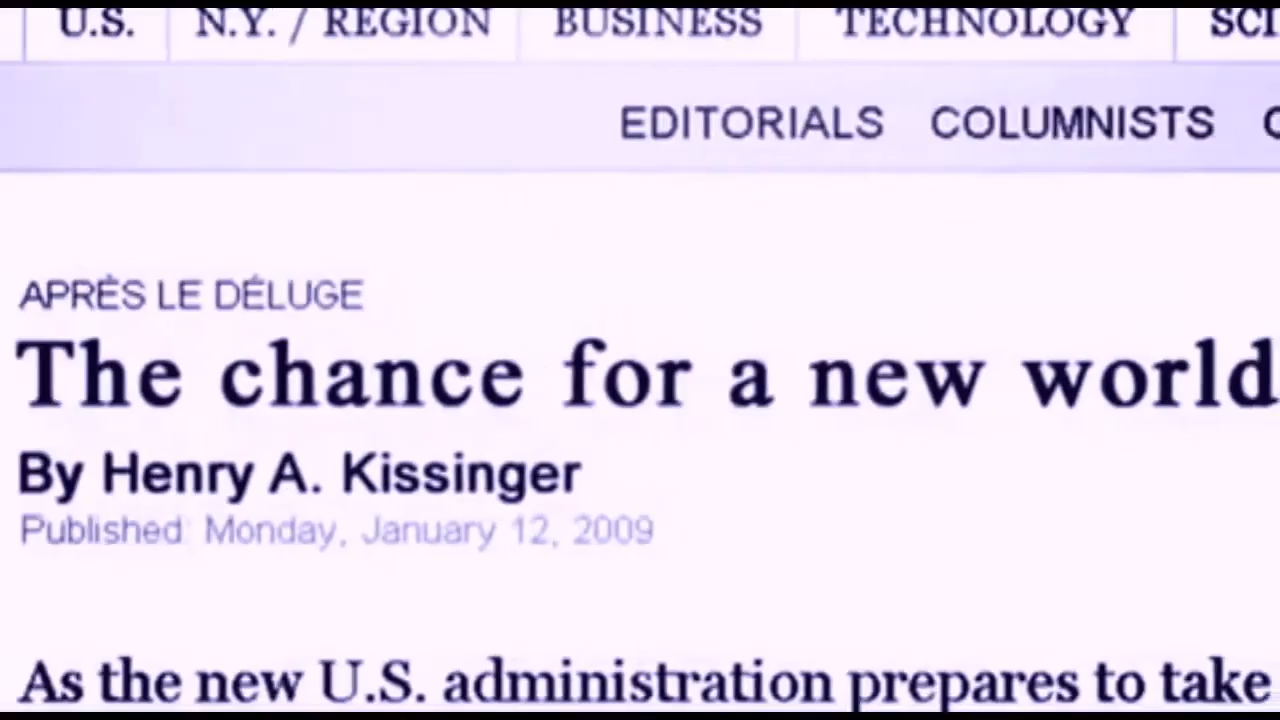 U.S. N.Y. / REGION BUSINESS TECHNOLOGY
EDITORIALS COLUMNISTS
APRÈS LE DÉLUGE
The chance for a new world
By Henry A. Kissinger
Published: Monday, January 12, 2009
As the new U.S. administration prepares to take